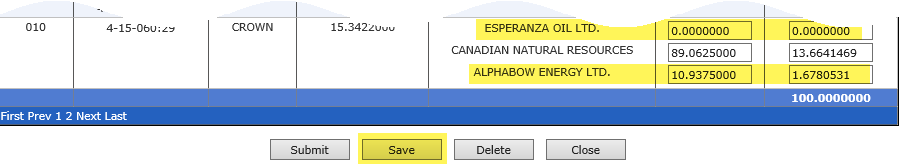 ESPERANZA OIL LTD. 0.0000000 0.0000000
010 4-15-060:29 CROWN 15.3422000
CANADIAN NATURAL RESOURCES 89.0625000 13.6641469
ALPHABOW ENERGY LTD. 10.9375000 1.6780531
100.0000000
First Prev 1 2 Next Last
Submit Save Delete Close